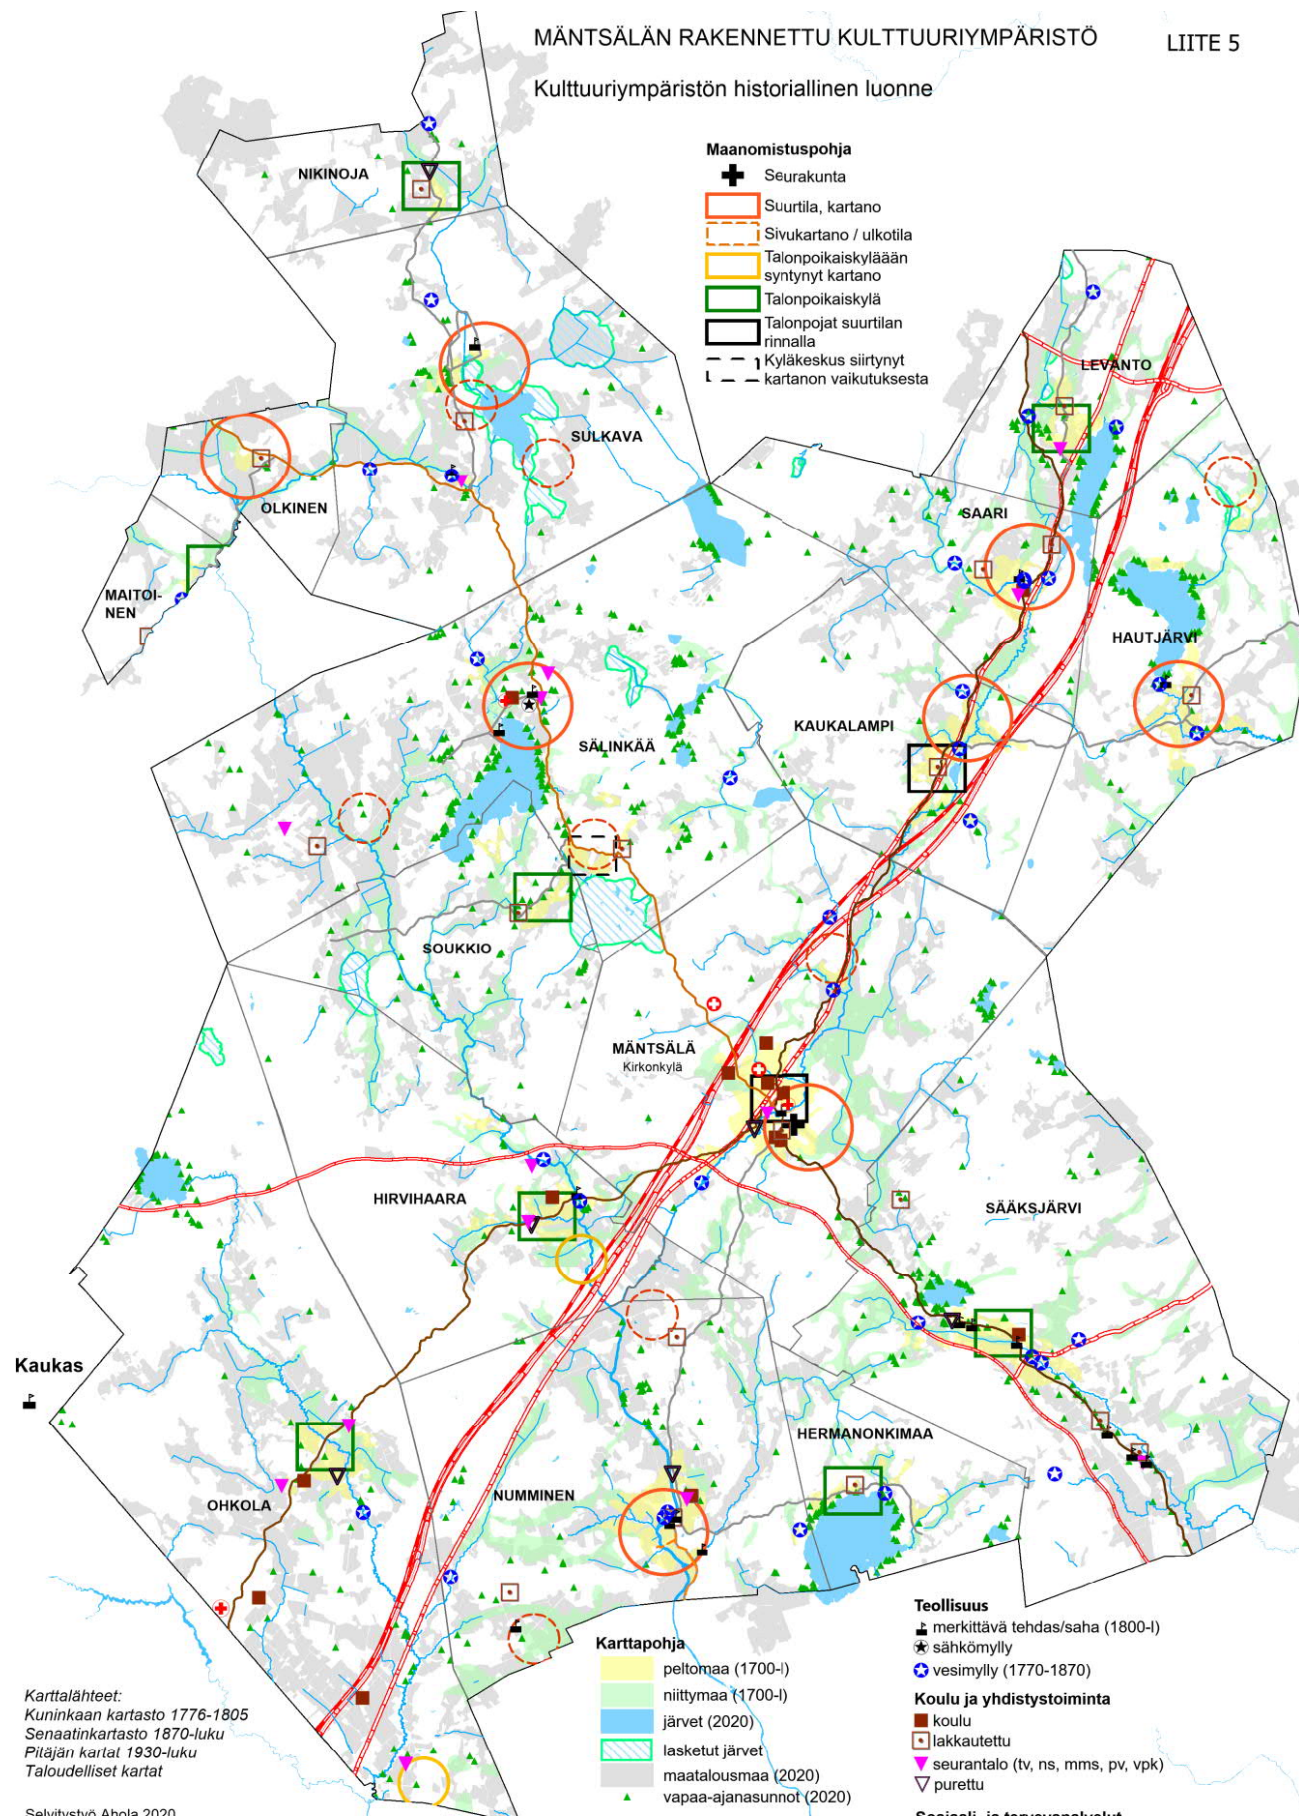 MÄNTSÄLÄN RAKENNETTU KULTTUURIYMPÄRISTÖ
LIITE 5
Kulttuuriympäristön historiallinen luonne
Maanomistuspohja
Seurakunta
Suurtila, kartano
Sivukartano / ulkotila
Talonpoikaiskyläään
syntynyt kartano
Talonpoikaiskylä
Talonpojat suurtilan
rinnalla
Kyläkeskus siirtynyt
kartanon vaikutuksesta
NIKINOJA
LEVANTO
SULKAVA
OLKINEN
SAARI
MAITOI-
NEN
HAUTJÄRVI
KAUKALAMPI
SÄLINKÄÄ
SOUKKIO
MÄNTSÄLÄ
Kirkonkylä
HIRVIHAARA
SÄÄKSJÄRVI
Kaukas
HERMANONKIMAA
OHKOLA
NUMMINEN
Karttapohja
peltomaa (1700-l)
niittymaa (1700-l)
järvet (2020)
lasketut järvet
maatalousmaa (2020)
vapaa-ajanasunnot (2020)
Teollisuus
merkittävä tehdas/saha (1800-l)
sähkömylly
vesimylly (1770-1870)
Koulu ja yhdistystoiminta
koulu
lakkautettu
seurantalo (tv, ns, mms, pv, vpk)
purettu
Sosiaali- ja terveyspalvelut
Karttalähteet:
Kuninkaan kartasto 1776-1805
Senaatinkartasto 1870-luku
Pitäjän kartat 1930-luku
Taloudelliset kartat
Selvitystyö Ahola 2020